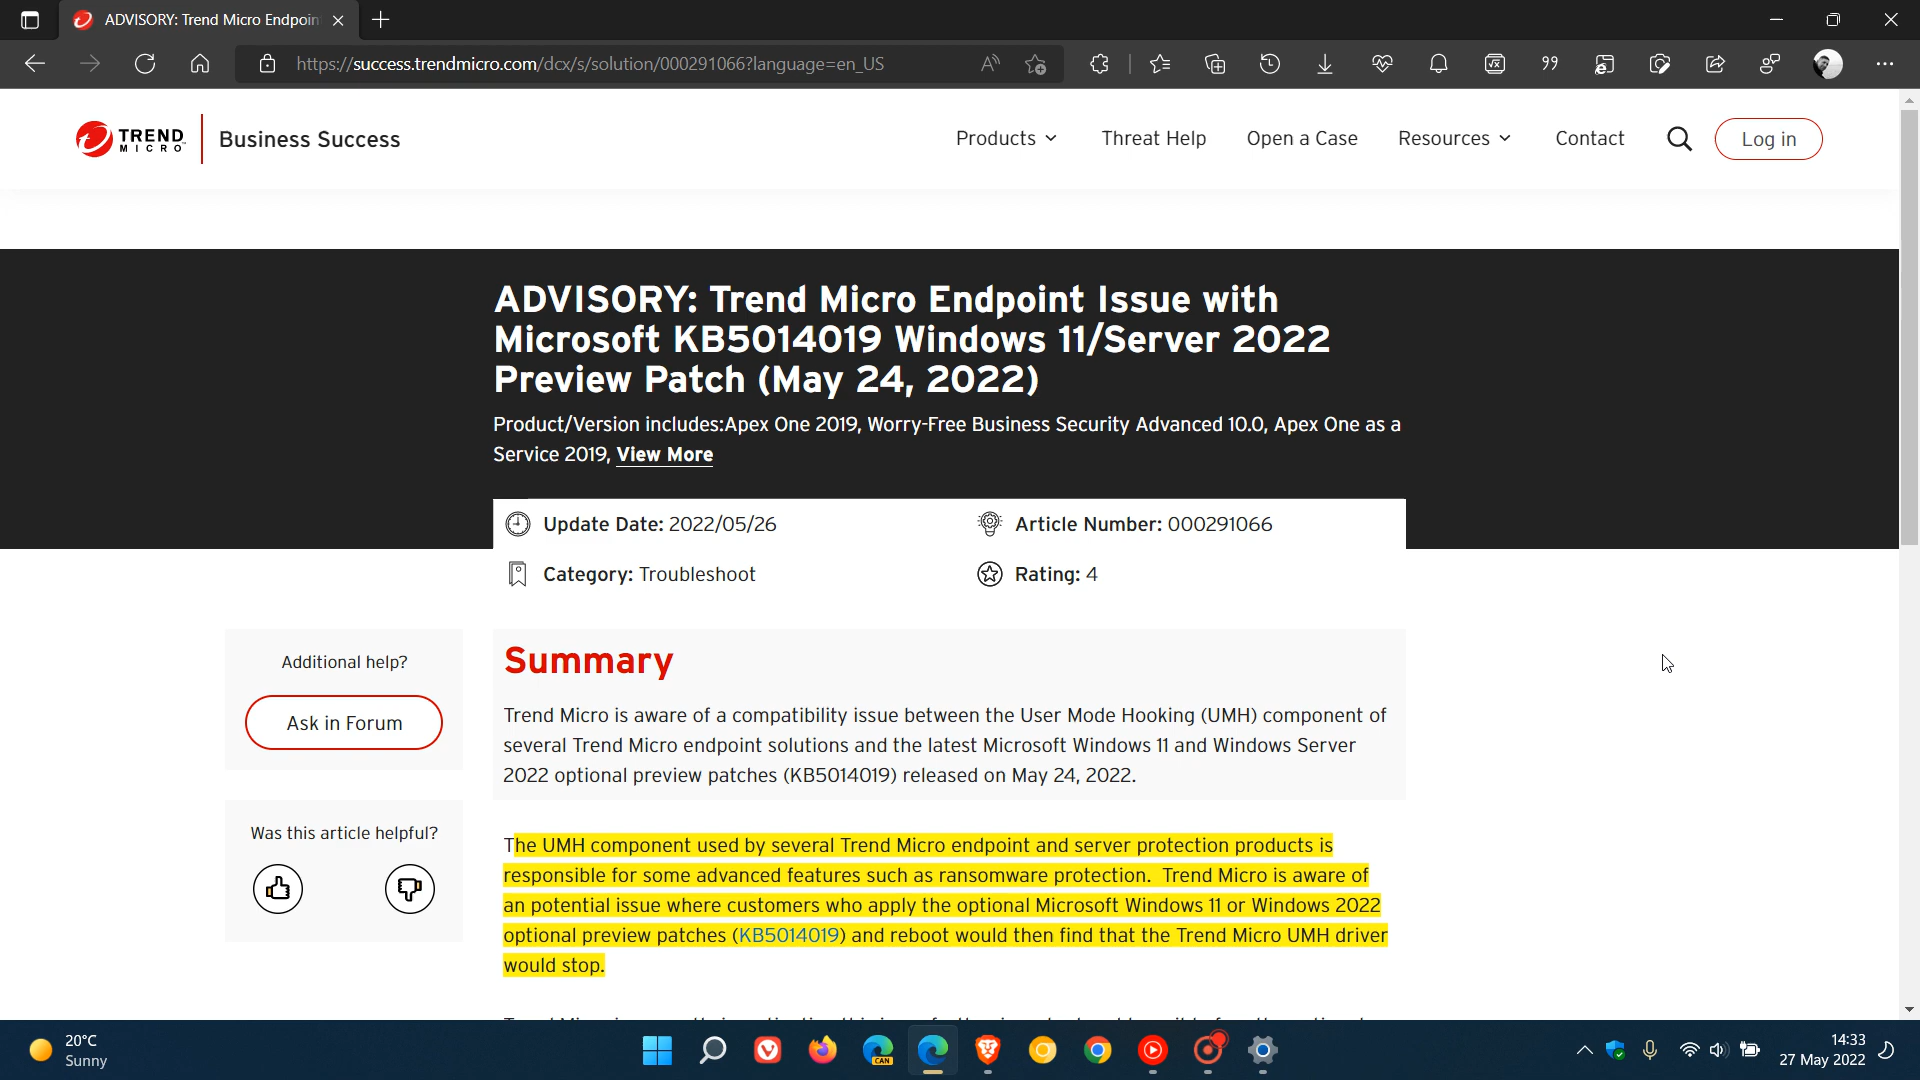 ADVISORY: Trend Micro Endpoin
https://success.trendmicro.com/dcx/s/solution/000291066?language=en_US
TREND
MICRO
Business Success
Products
Threat Help
Open a Case
Resources
Contact
Log in
ADVISORY: Trend Micro Endpoint Issue with
Microsoft KB5014019 Windows 11/Server 2022
Preview Patch (May 24, 2022)
Product/Version includes:Apex One 2019, Worry-Free Business Security Advanced 10.0, Apex One as a
Service 2019, View More
Update Date: 2022/05/26
Article Number: 000291066
Category: Troubleshoot
Rating: 4
Additional help?
Ask in Forum
Was this article helpful?
Summary
Trend Micro is aware of a compatibility issue between the User Mode Hooking (UMH) component of
several Trend Micro endpoint solutions and the latest Microsoft Windows 11 and Windows Server
2022 optional preview patches (KB5014019) released on May 24, 2022.
The UMH component used by several Trend Micro endpoint and server protection products is
responsible for some advanced features such as ransomware protection.  Trend Micro is aware of
an potential issue where customers who apply the optional Microsoft Windows 11 or Windows 2022
optional preview patches (KB5014019) and reboot would then find that the Trend Micro UMH driver
would stop.
20°C
Sunny
CAN
14:33
27 May 2022